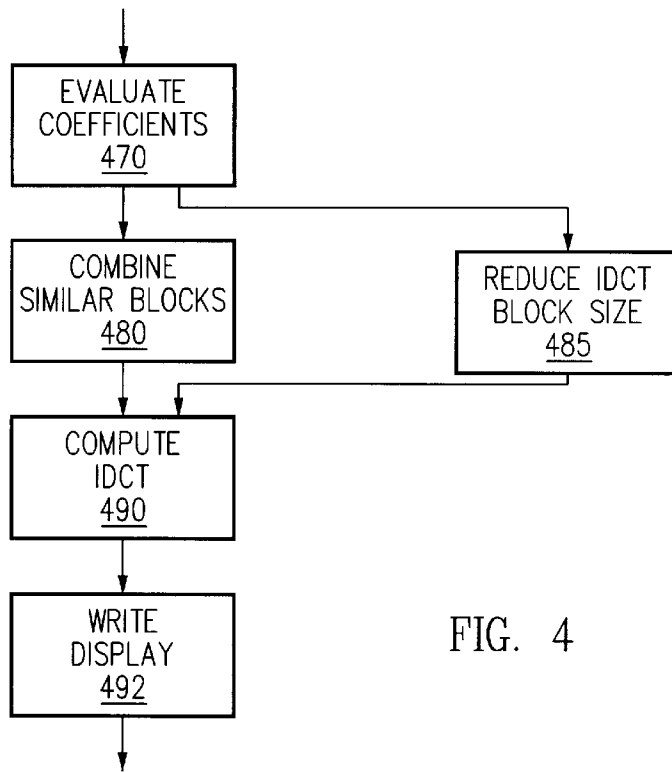 EVALUATE
COEFFICIENTS
470
COMBINE
SIMILAR BLOCKS
480
REDUCE IDCT
BLOCK SIZE
485
COMPUTE
IDCT
490
WRITE
DISPLAY
492
FIG. 4